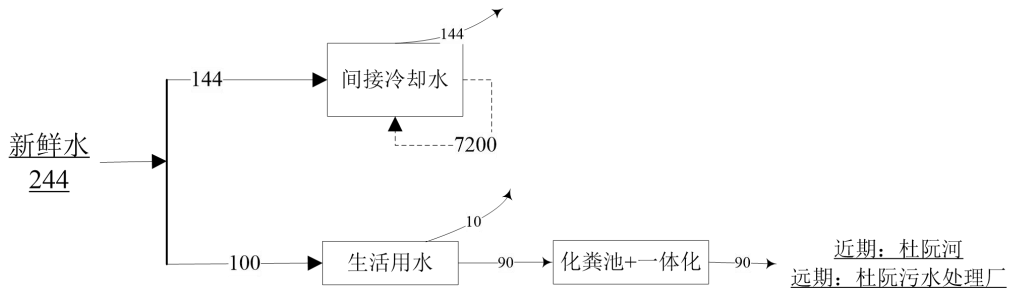 144
144
间接冷却水
7200
新鲜水
244
10
100
生活用水
90
化粪池+一体化
90
近期：杜阮河
远期：杜阮污水处理厂